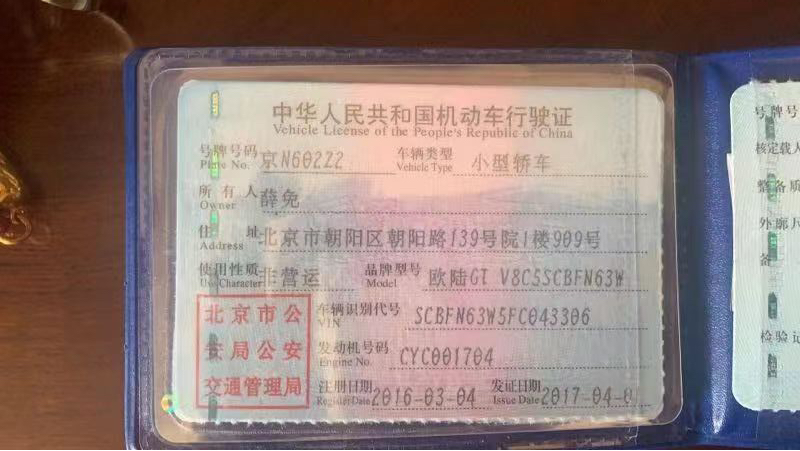 中华人民共和国机动车行驶证
Vehicle License of the People's Republic of China
号牌号码 京N60222 车辆类型 小型轿车
Plate No. Vehicle Type
所有人 薛免
Owner
住址 北京市朝阳区朝阳路139号院1楼909号
Address
使用性质 非营运 品牌型号 欧陆GT V8C5SCBFN63W
Use Character Model
北京市公
安局公安
交通管理局
车辆识别代号 SCBFN63W5FC043306
VIN
发动机号码 CYC001704
Engine No.
注册日期 2016-03-04 发证日期 2017-04-0
Register Date Issue Date
号牌号
核定载人
整备质
外廓尺
备
检验记